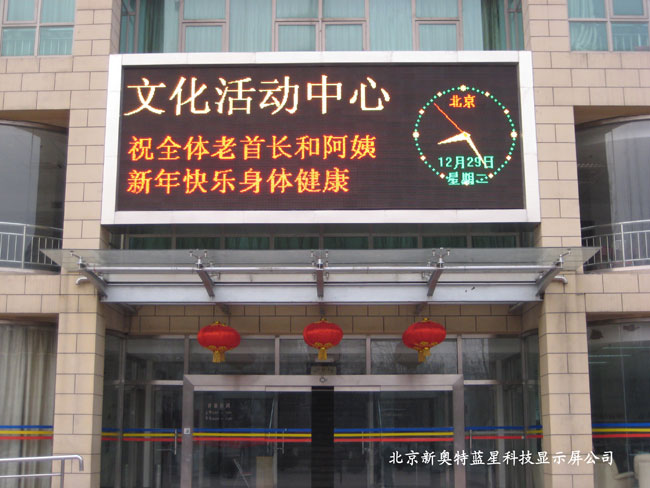 文化活动中心
祝全体老首长和阿姨
新年快乐身体健康
北京
12月29日
星期二
北京新奥特蓝星科技显示屏公司